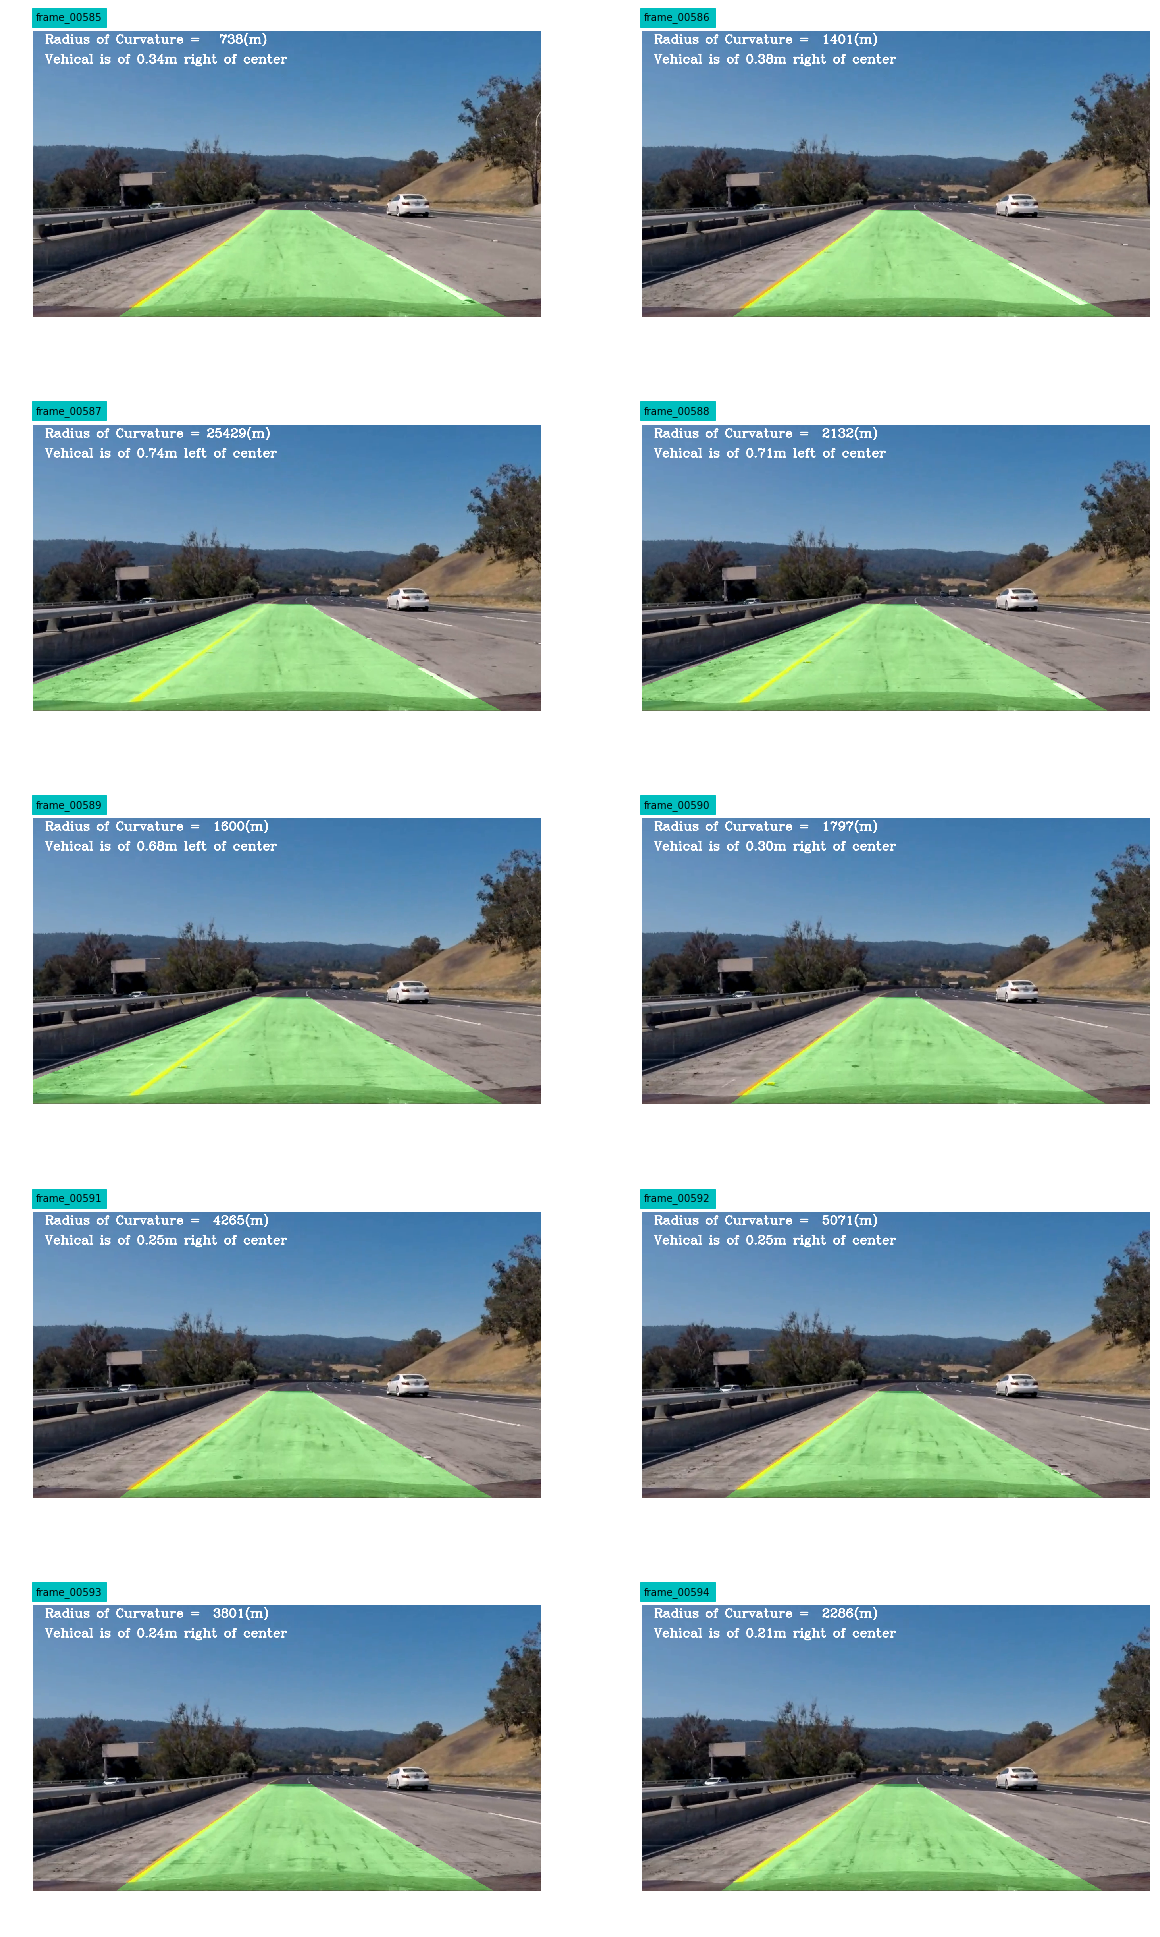 frame_00585
Radius of Curvature = 738(m)
Vehical is of 0.34m right of center
frame_00586
Radius of Curvature = 1401(m)
Vehical is of 0.38m right of center
frame_00587
Radius of Curvature = 25429(m)
Vehical is of 0.74m left of center
frame_00588
Radius of Curvature = 2132(m)
Vehical is of 0.71m left of center
frame_00589
Radius of Curvature = 1600(m)
Vehical is of 0.68m left of center
frame_00590
Radius of Curvature = 1797(m)
Vehical is of 0.30m right of center
frame_00591
Radius of Curvature = 4265(m)
Vehical is of 0.25m right of center
frame_00592
Radius of Curvature = 5071(m)
Vehical is of 0.25m right of center
frame_00593
Radius of Curvature = 3801(m)
Vehical is of 0.24m right of center
frame_00594
Radius of Curvature = 2286(m)
Vehical is of 0.21m right of center